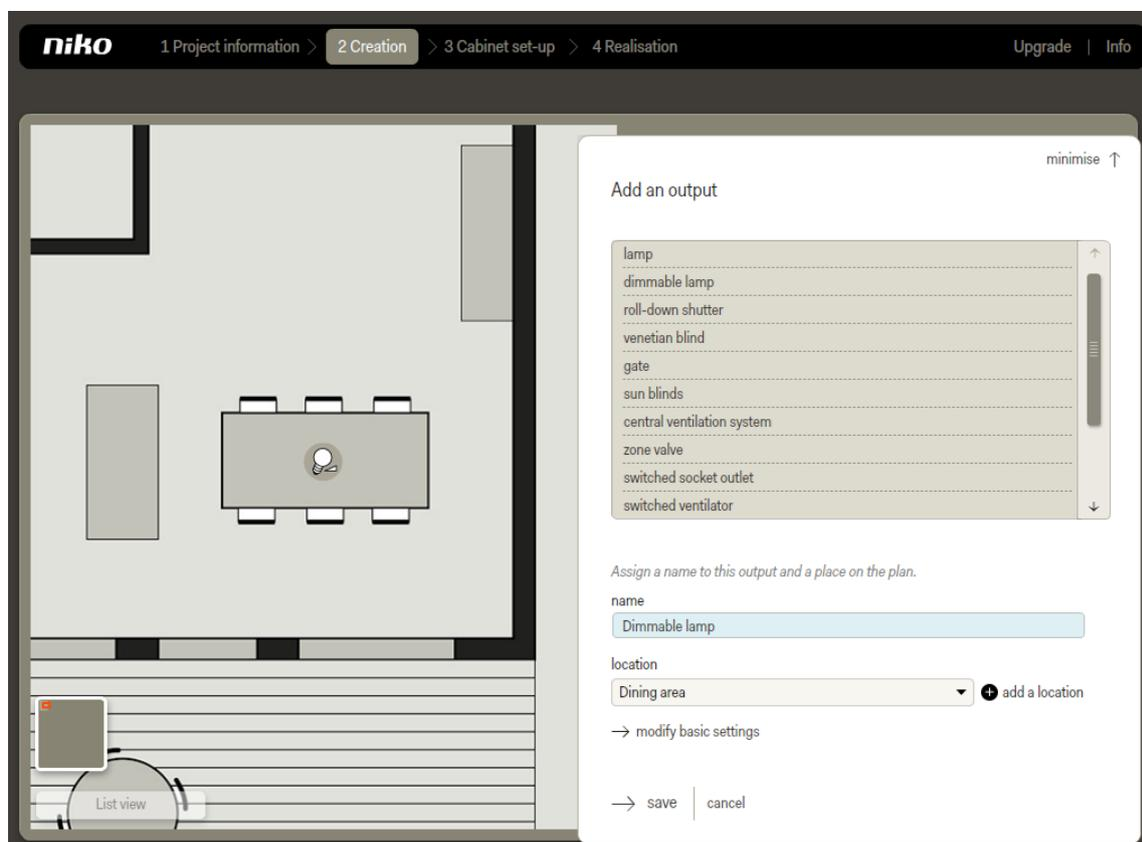 niko 1 Project information 2 Creation 3 Cabinet set-up 4 Realisation Upgrade | Info
minimise
Add an output
lamp
dimmable lamp
roll-down shutter
venetian blind
gate
sun blinds
central ventilation system
zone valve
switched socket outlet
switched ventilator
Assign a name to this output and a place on the plan.
name
Dimmable lamp
location
Dining area add a location
modify basic settings
save cancel
List view